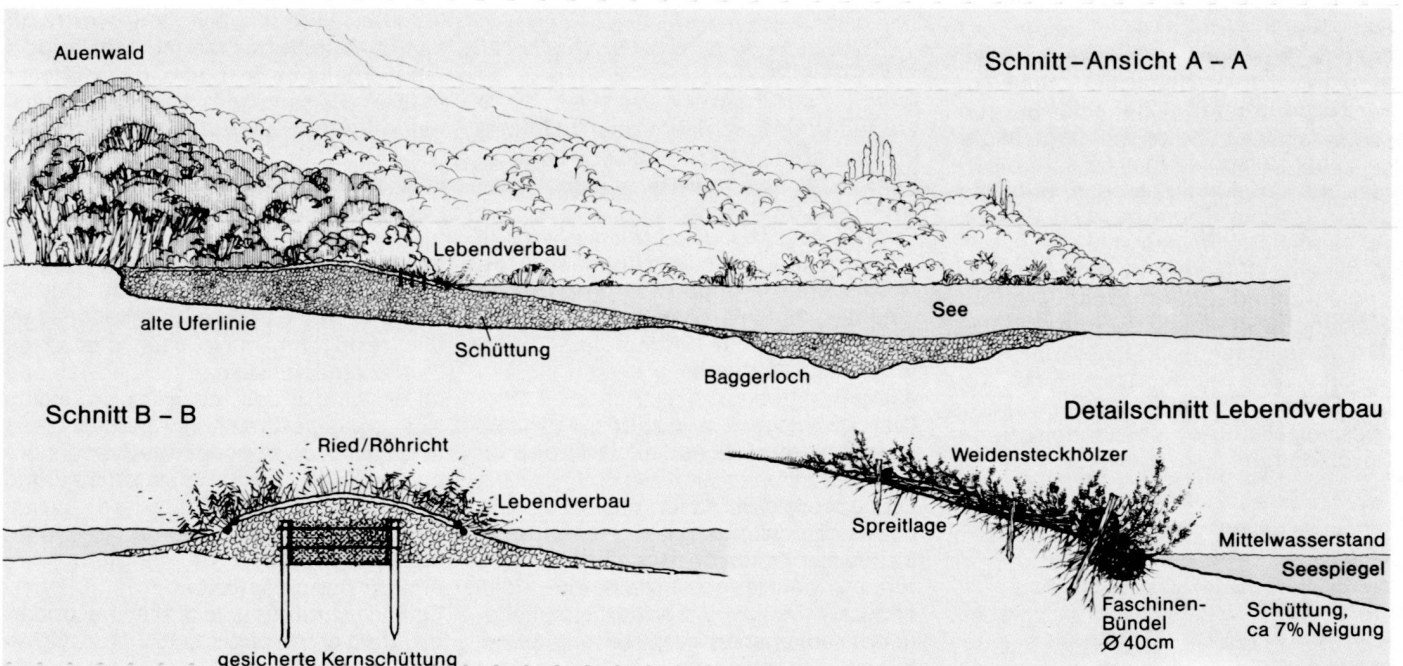 Auenwald
Schnitt-Ansicht A – A
Lebendverbau
alte Uferlinie
Schüttung
See
Baggerloch
Schnitt B – B
Ried/Röhricht
Lebendverbau
gesicherte Kernschüttung
Detailschnitt Lebendverbau
Weidensteckhölzer
Spreitlage
Mittelwasserstand
Seespiegel
Faschinen-
Bündel
Ø 40cm
Schüttung,
ca 7% Neigung